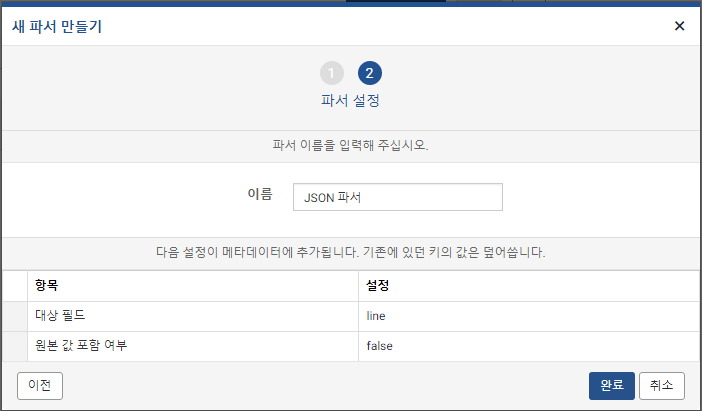 새 파서 만들기 ×
1 2
파서 설정
파서 이름을 입력해 주십시오.
이름 JSON 파서
다음 설정이 메타데이터에 추가됩니다. 기존에 있던 키의 값은 덮어씁니다.
항목 설정
대상 필드 line
원본 값 포함 여부 false
이전 완료 취소